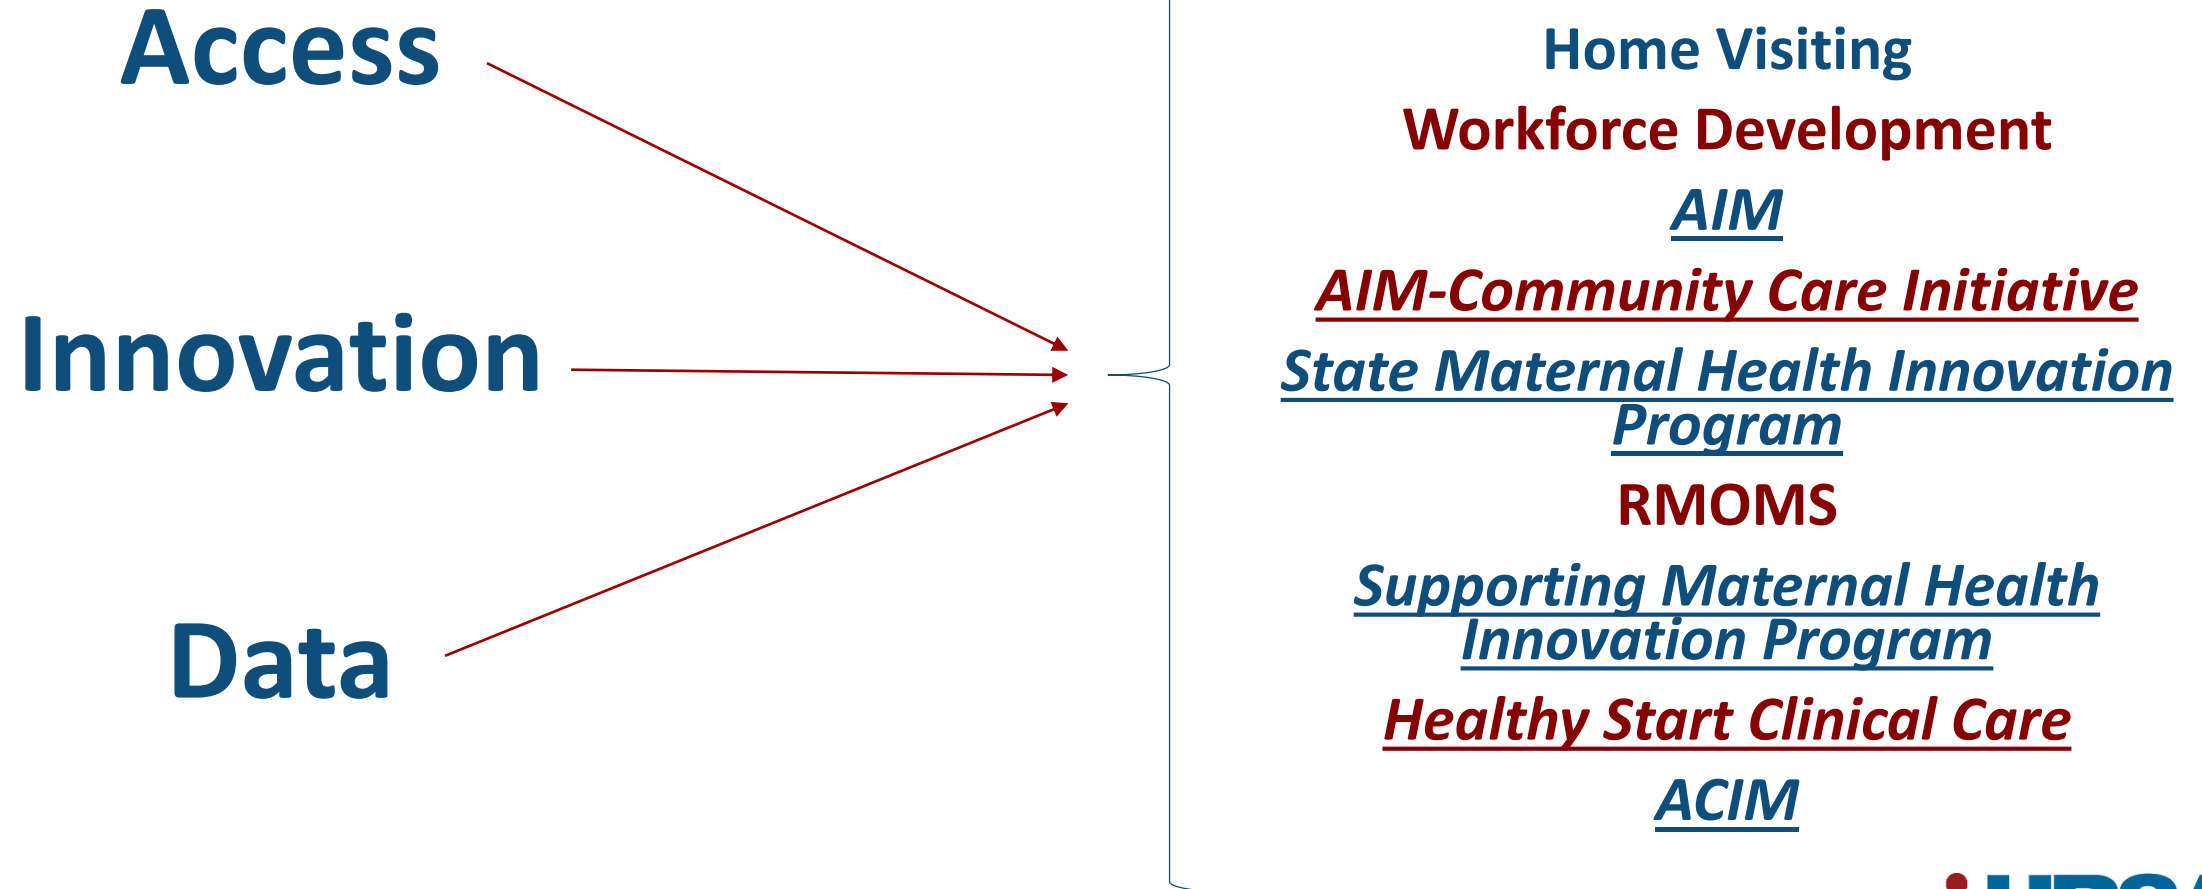 Access
Innovation
Data
Home Visiting
Workforce Development
AIM
AIM-Community Care Initiative
State Maternal Health Innovation
Program
RMOMS
Supporting Maternal Health
Innovation Program
Healthy Start Clinical Care
ACIM